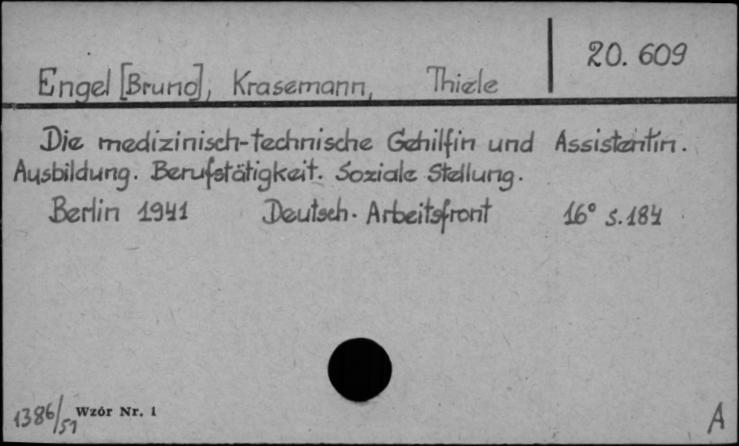 20.609
Engel [Bruno], Krasemann, Thiele
Die medizinisch-technische Gehilfin und Assistentin.
Ausbildung. Berufstätigkeit. Soziale Stellung.
Berlin 1941 Deutsch. Arbeitsfront 16° s.184
1386/51 Wzór Nr. 1
A